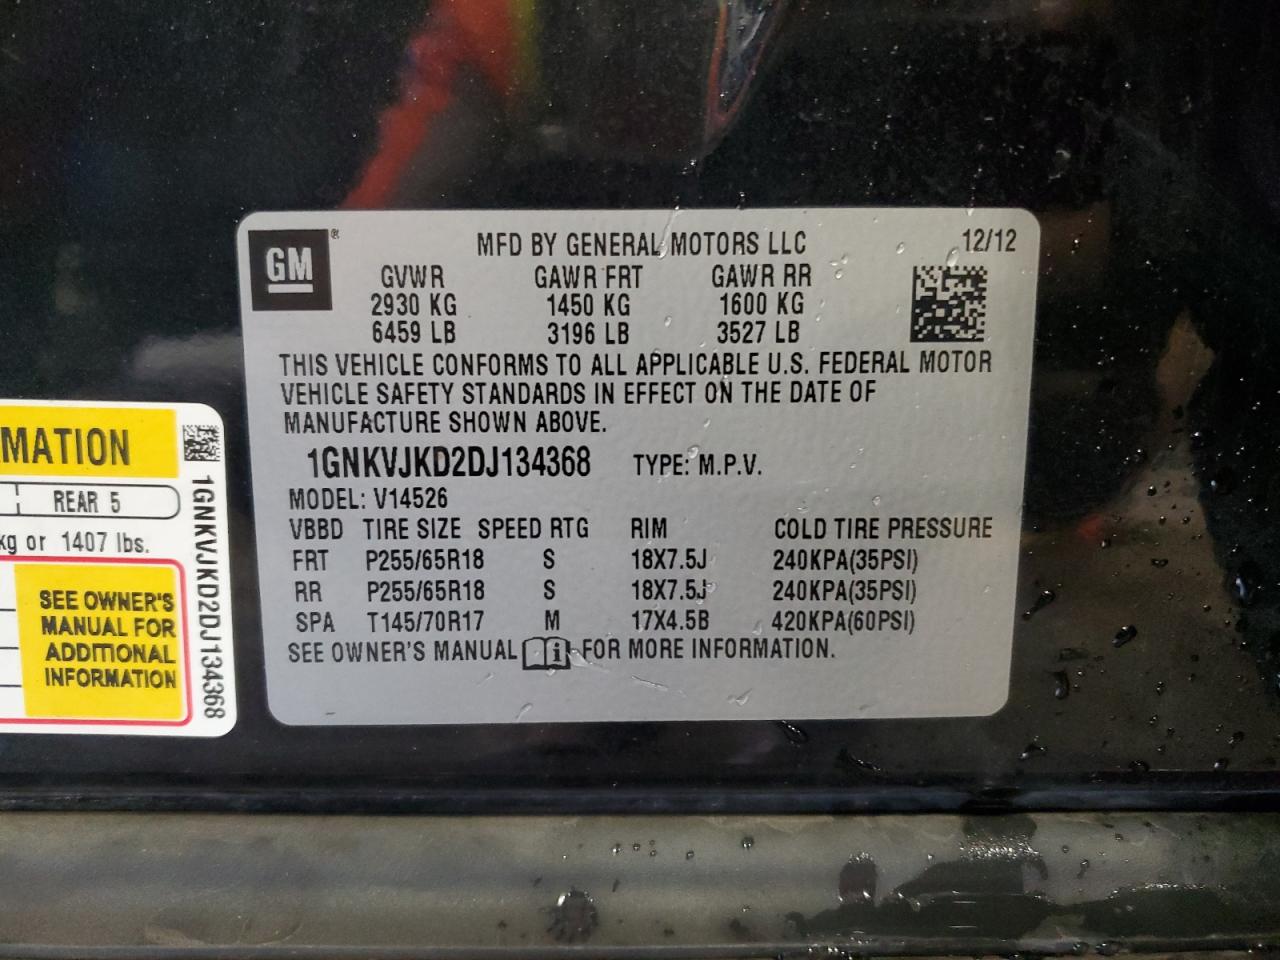 GM®
MFD BY GENERAL MOTORS LLC 12/12
GVWR GAWR FRT GAWR RR
2930 KG 1450 KG 1600 KG
6459 LB 3196 LB 3527 LB
THIS VEHICLE CONFORMS TO ALL APPLICABLE U.S. FEDERAL MOTOR
VEHICLE SAFETY STANDARDS IN EFFECT ON THE DATE OF
MANUFACTURE SHOWN ABOVE.
1GNKVJKD2DJ134368 TYPE: M.P.V.
MODEL: V14526
VBBD TIRE SIZE SPEED RTG RIM COLD TIRE PRESSURE
FRT P255/65R18 S 18X7.5J 240KPA(35PSI)
RR P255/65R18 S 18X7.5J 240KPA(35PSI)
SPA T145/70R17 M 17X4.5B 420KPA(60PSI)
SEE OWNER'S MANUAL i FOR MORE INFORMATION.
MATION
REAR 5
kg or 1407 lbs.
SEE OWNER'S
MANUAL FOR
ADDITIONAL
INFORMATION
1GNKVJKD2DJ134368